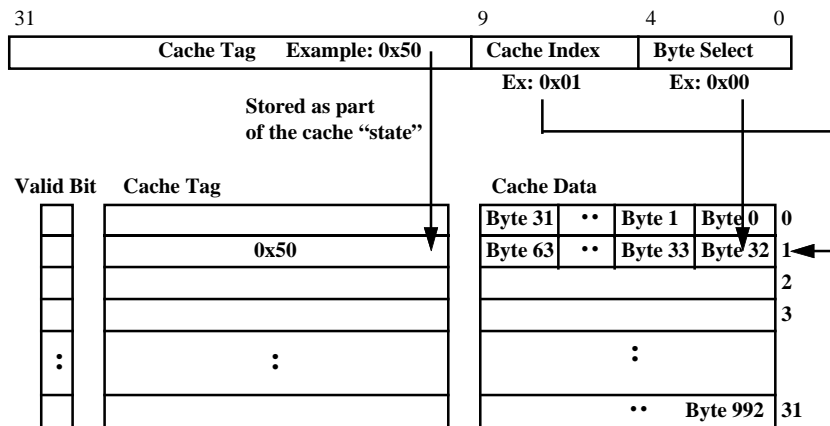 31 9 4 0
Cache Tag Example: 0x50 Cache Index Byte Select
Ex: 0x01 Ex: 0x00
Stored as part
of the cache “state”
Valid Bit Cache Tag Cache Data
Byte 31 •• Byte 1 Byte 0 0
0x50 Byte 63 •• Byte 33 Byte 32 1
2
3
: : :
•• Byte 992 31